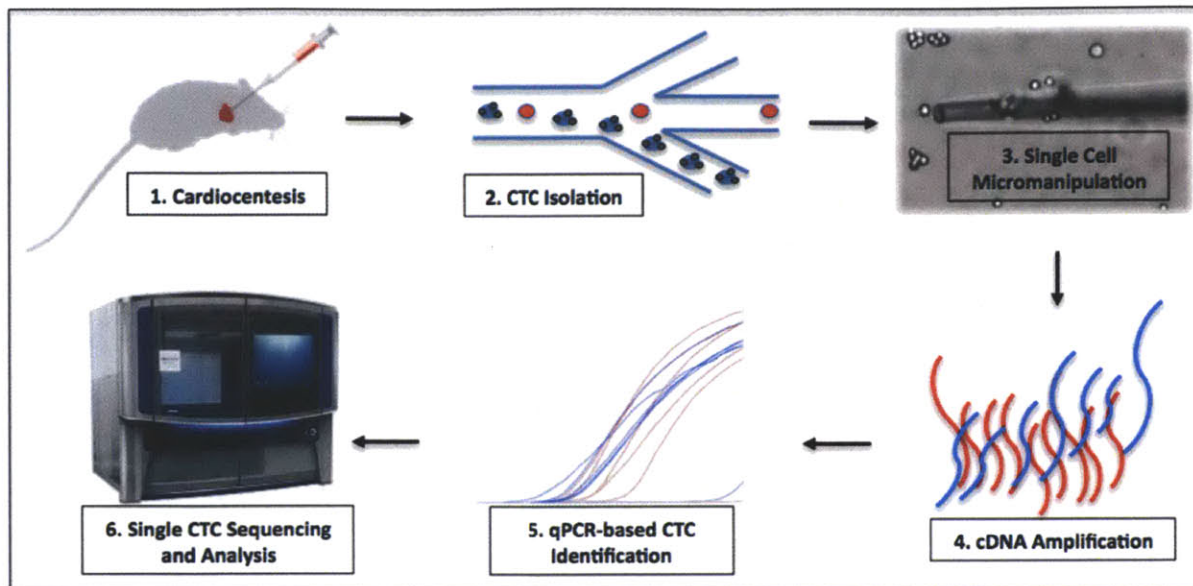 1. Cardiocentesis
2. CTC Isolation
3. Single Cell
Micromanipulation
4. cDNA Amplification
5. qPCR-based CTC
Identification
6. Single CTC Sequencing
and Analysis